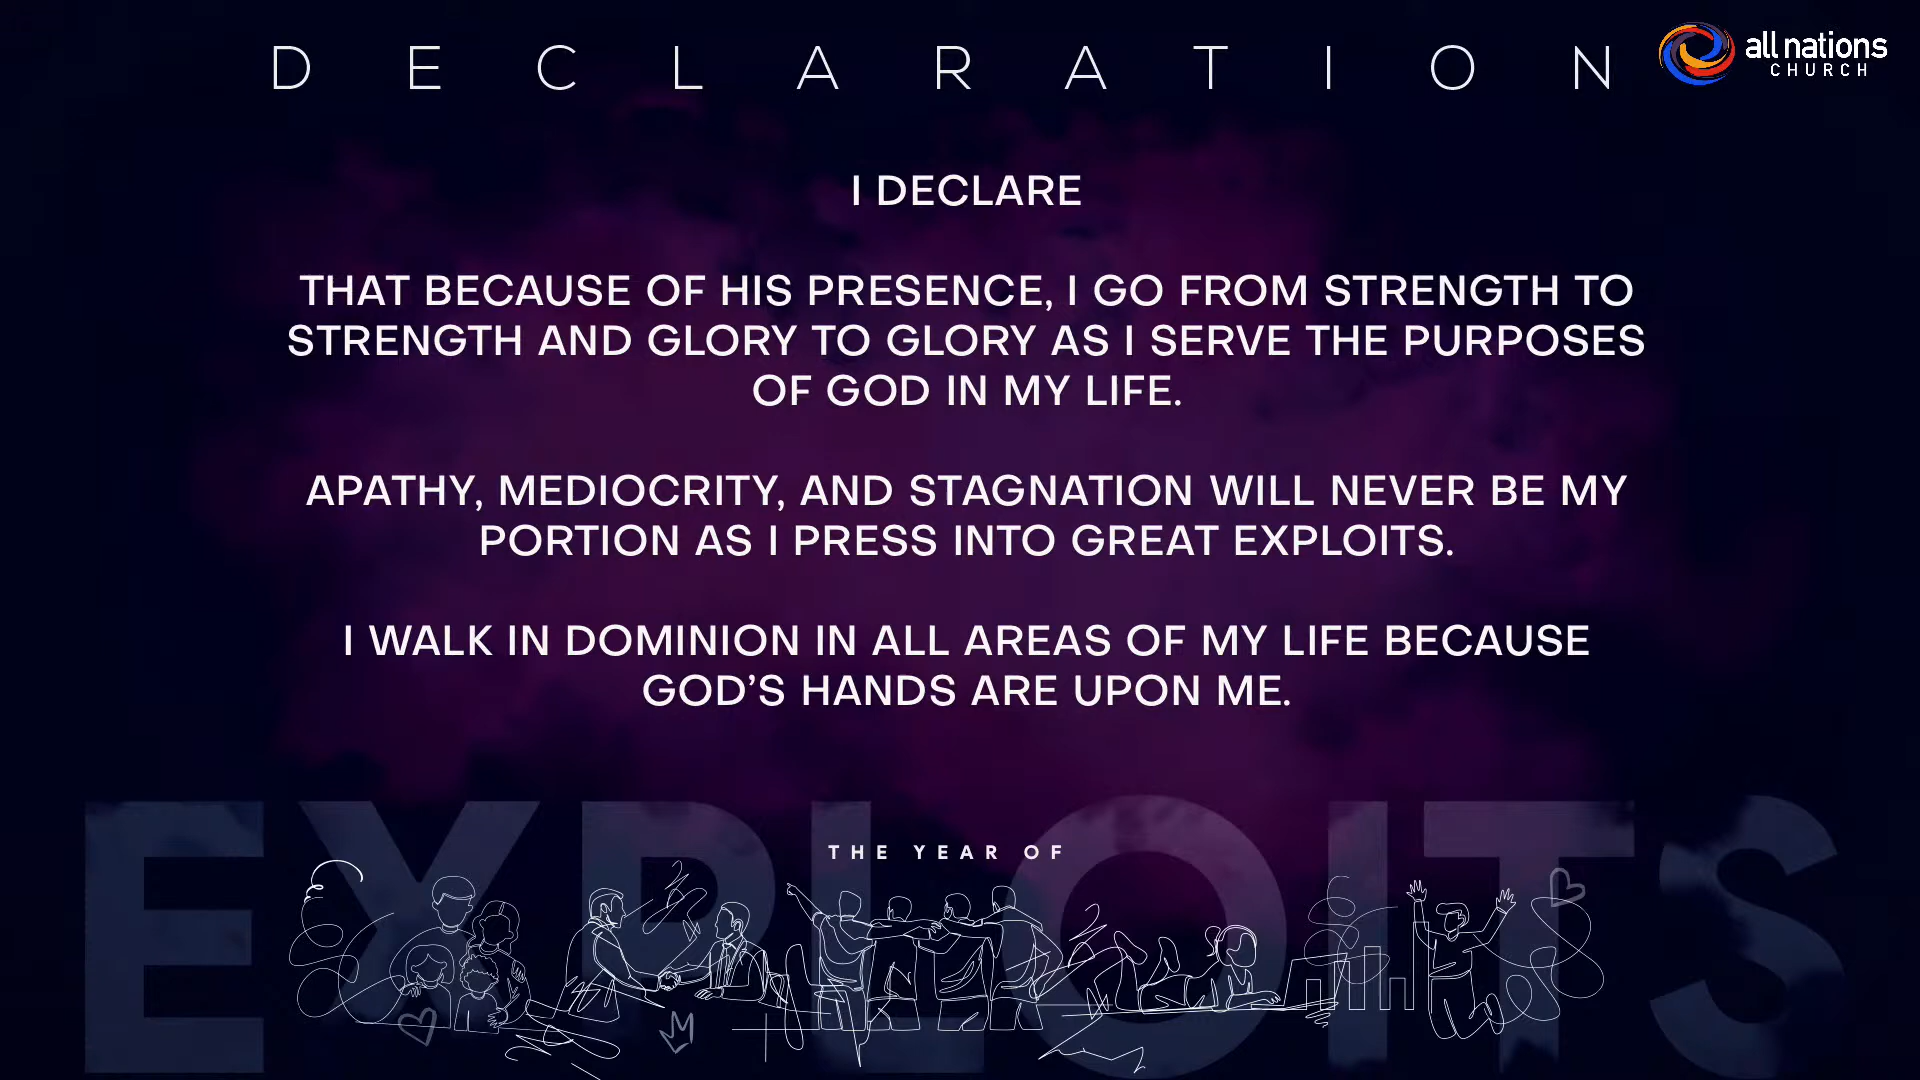 DECLARATION
all nations
CHURCH
I DECLARE
THAT BECAUSE OF HIS PRESENCE, I GO FROM STRENGTH TO
STRENGTH AND GLORY TO GLORY AS I SERVE THE PURPOSES
OF GOD IN MY LIFE.
APATHY, MEDIOCRITY, AND STAGNATION WILL NEVER BE MY
PORTION AS I PRESS INTO GREAT EXPLOITS.
I WALK IN DOMINION IN ALL AREAS OF MY LIFE BECAUSE
GOD’S HANDS ARE UPON ME.
THE YEAR OF
EXPLOITS